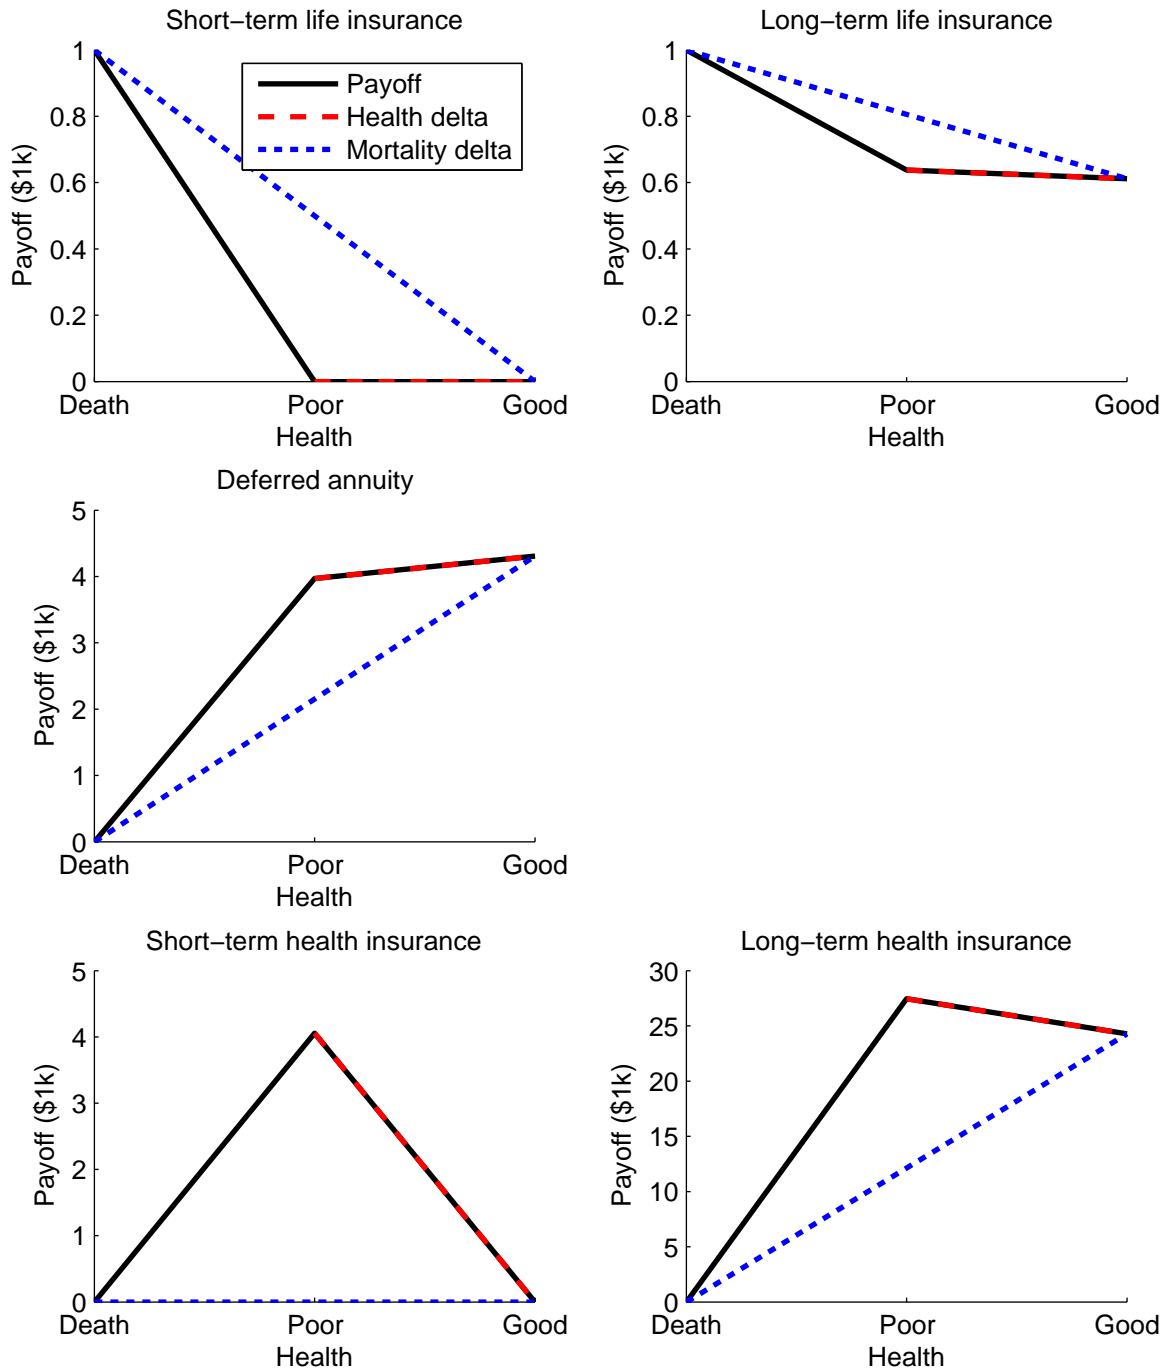 Short−term life insurance
Payoff ($1k)
1
0.8
0.6
0.4
0.2
0
Payoff
Health delta
Mortality delta
Death Poor Good
Health
Long−term life insurance
Payoff ($1k)
1
0.8
0.6
0.4
0.2
0
Death Poor Good
Health
Deferred annuity
Payoff ($1k)
5
4
3
2
1
0
Death Poor Good
Health
Short−term health insurance
Payoff ($1k)
5
4
3
2
1
0
Death Poor Good
Health
Long−term health insurance
Payoff ($1k)
30
25
20
15
10
5
0
Death Poor Good
Health